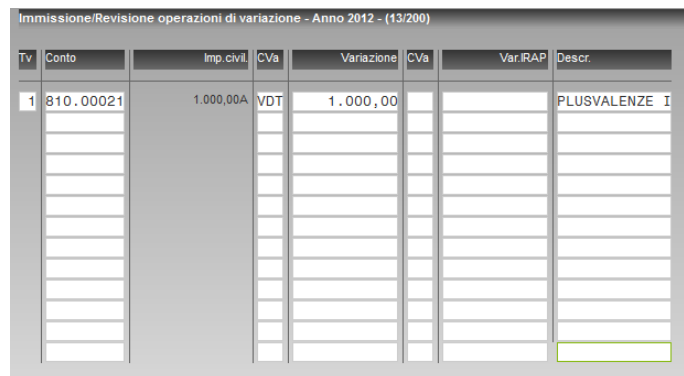 Immissione/Revisione operazioni di variazione - Anno 2012 - (13/200)
Tv Conto Imp.civil. CVa Variazione CVa Var.IRAP Descr.
1 810.00021 1.000,00A VDT 1.000,00 PLUSVALENZE I